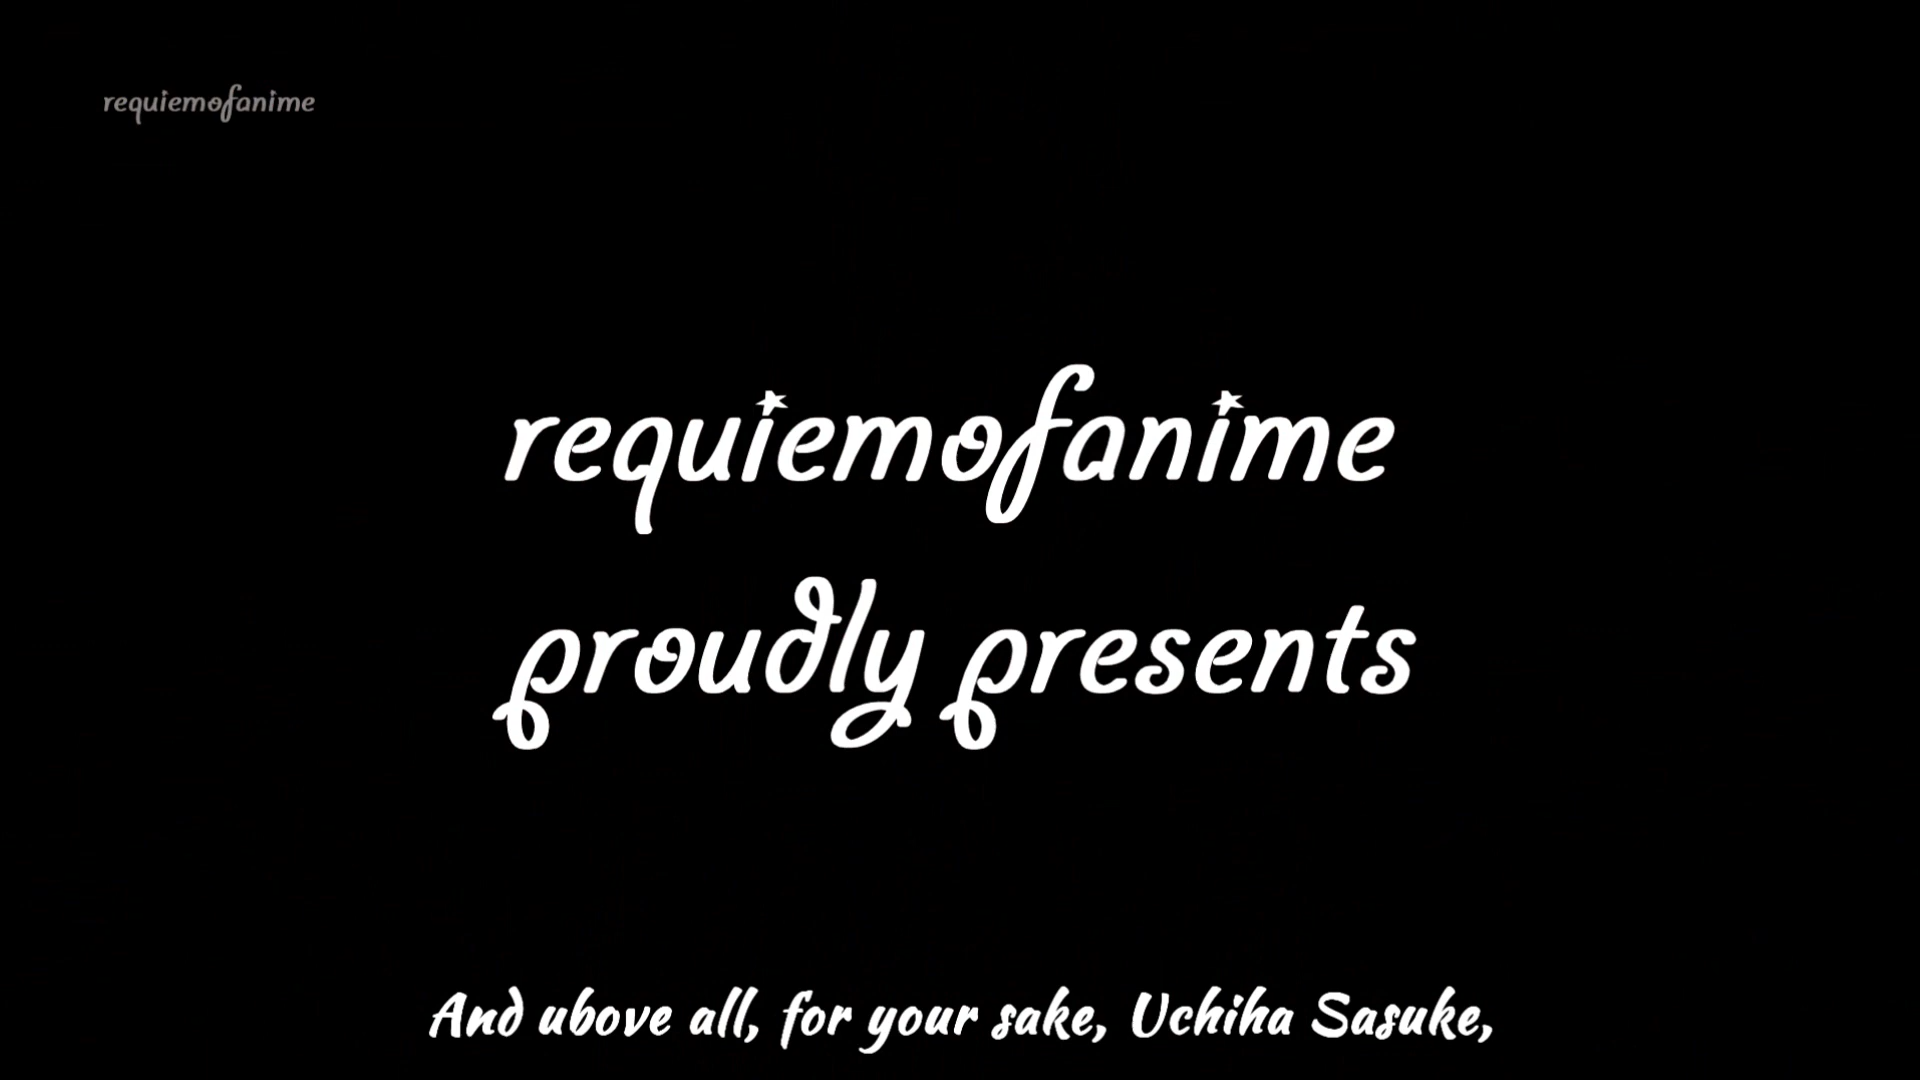 requiemofanime
requiemofanime
proudly presents
And ubove all, for your sake, Uchiha Sasuke,